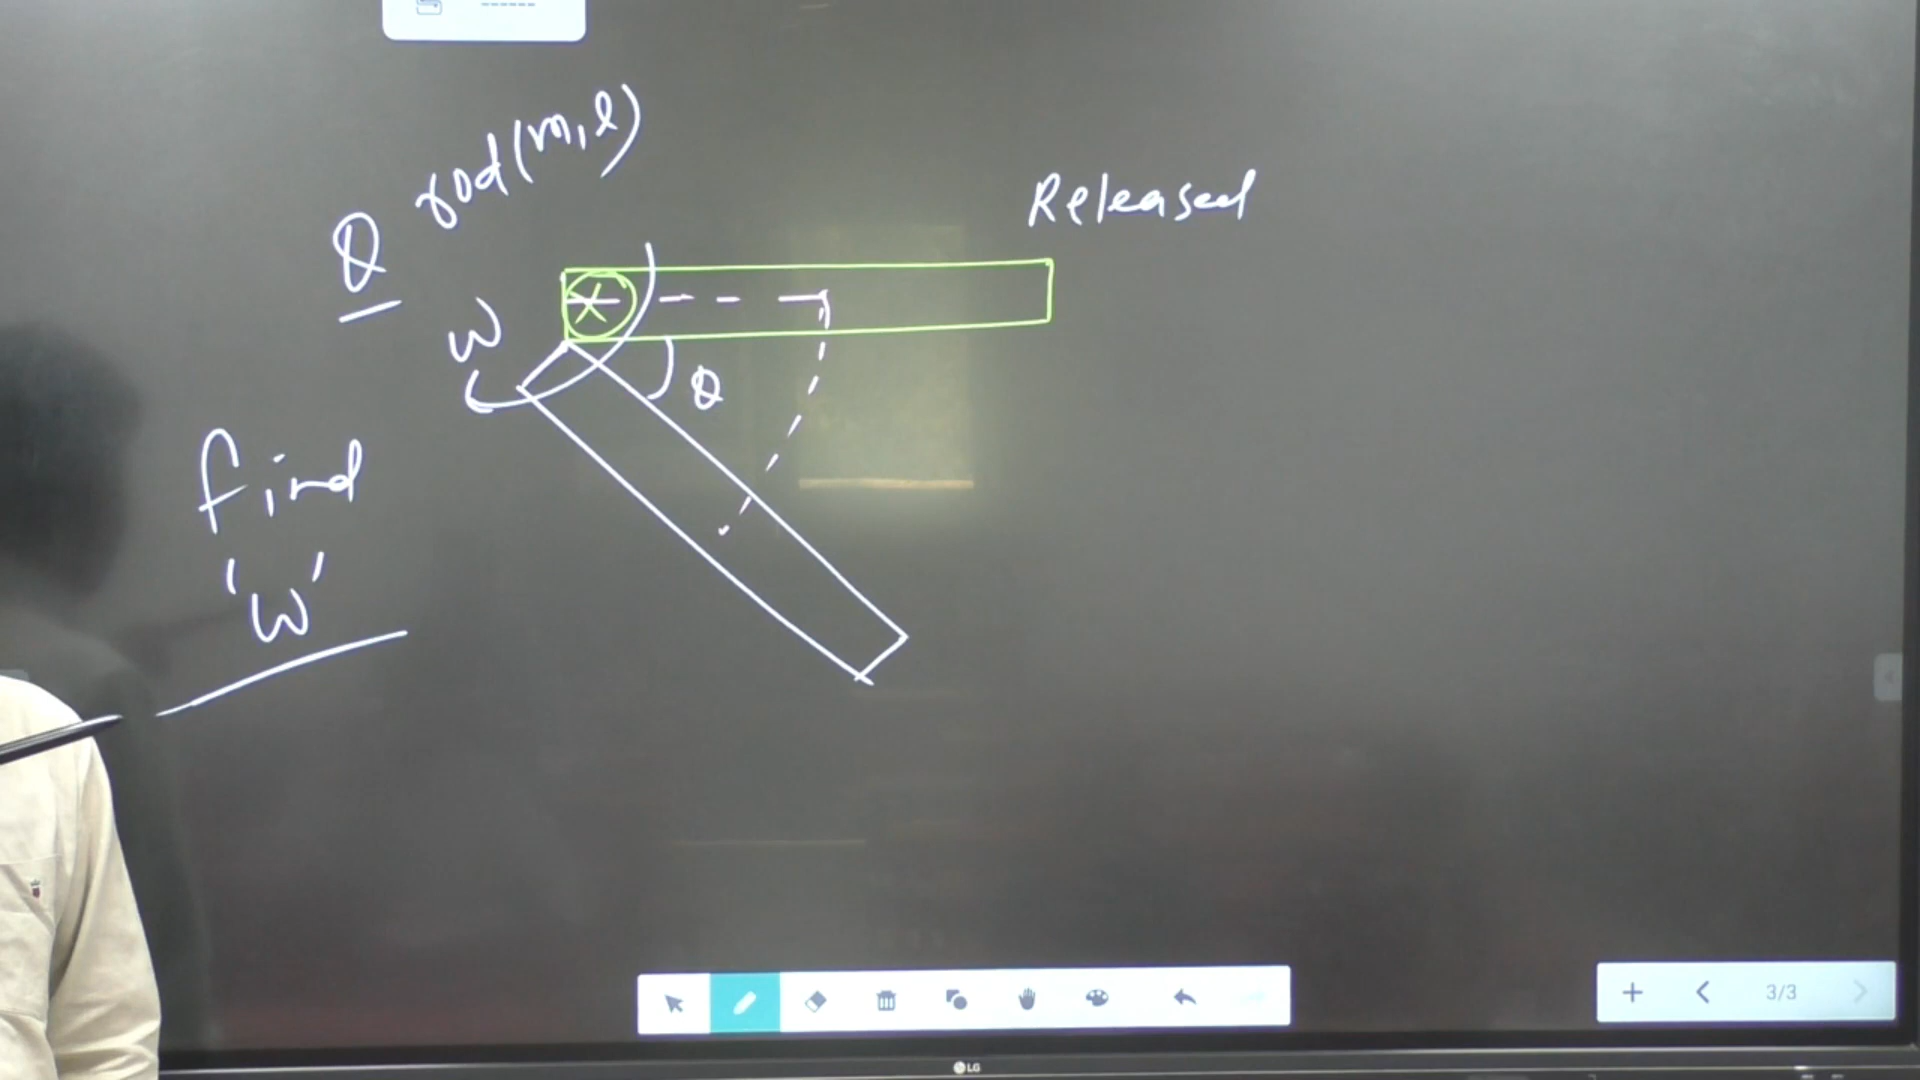 rod(m,l)
Q
Released
ω
θ
find
'ω'
3/3
LG